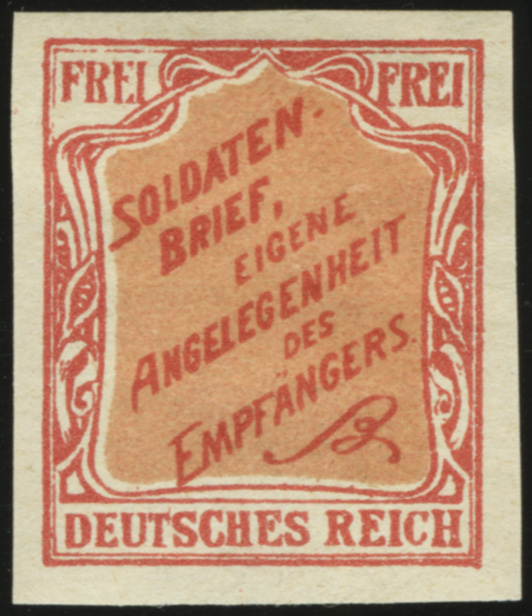 FREI FREI
SOLDATEN-
BRIEF,
EIGENE
ANGELEGENHEIT
DES
EMPFÄNGERS.
DEUTSCHES REICH